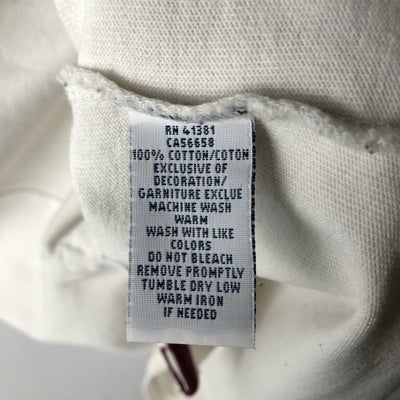 RN 41381
CA56658
100% COTTON/COTON
EXCLUSIVE OF
DECORATION/
GARNITURE EXCLUE
MACHINE WASH
WARM
WASH WITH LIKE
COLORS
DO NOT BLEACH
REMOVE PROMPTLY
TUMBLE DRY LOW
WARM IRON
IF NEEDED